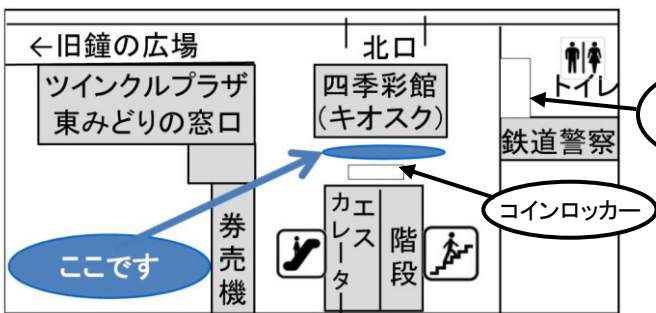 ←旧鐘の広場
北口
ツインクルプラザ
東みどりの窓口
四季彩館
(キオスク)
トイレ
鉄道警察
コインロッカー
券売機
エスカレーター
階段
ここです